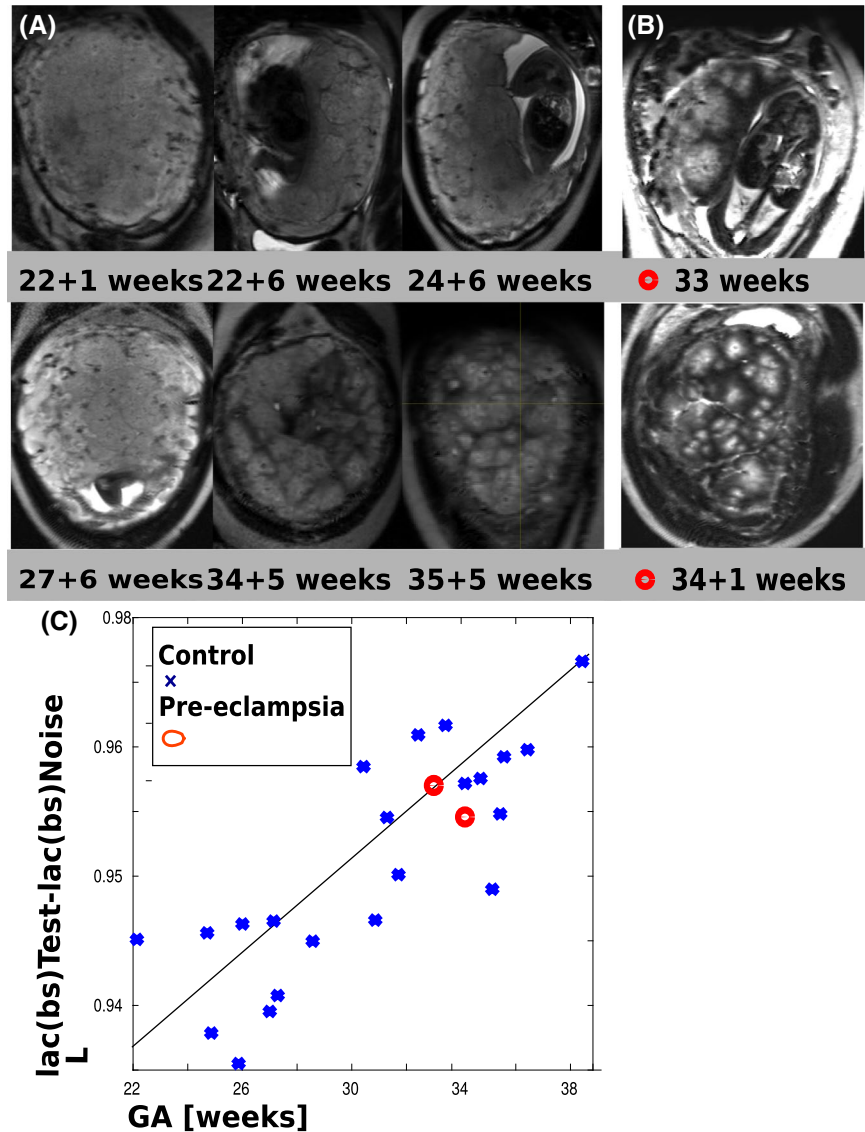 (A)
(B)
22+1 weeks 22+6 weeks 24+6 weeks
33 weeks
27+6 weeks 34+5 weeks 35+5 weeks
34+1 weeks
(C)
0.98
0.96
0.95
0.94
lac(bs)Test-lac(bs)Noise
L
Control
Pre-eclampsia
22 26 30 34 38
GA [weeks]